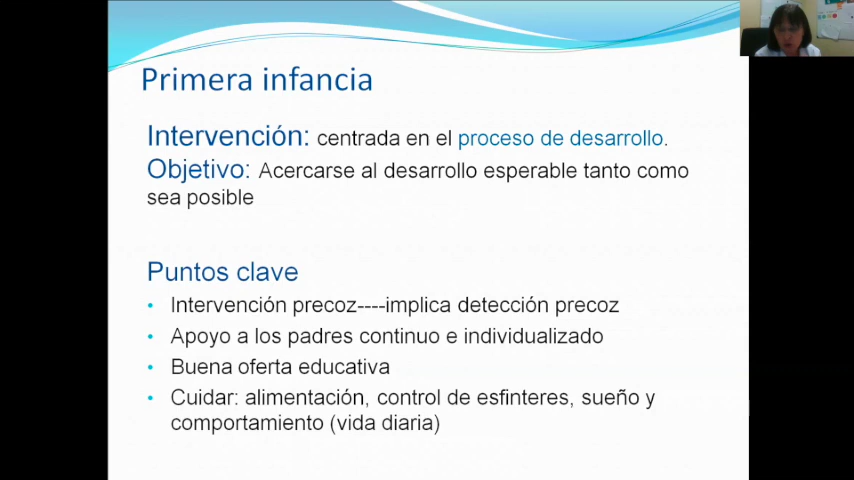 Primera infancia
Intervención: centrada en el proceso de desarrollo.
Objetivo: Acercarse al desarrollo esperable tanto como
sea posible
Puntos clave
• Intervención precoz----implica detección precoz
• Apoyo a los padres continuo e individualizado
• Buena oferta educativa
• Cuidar: alimentación, control de esfinteres, sueño y
comportamiento (vida diaria)